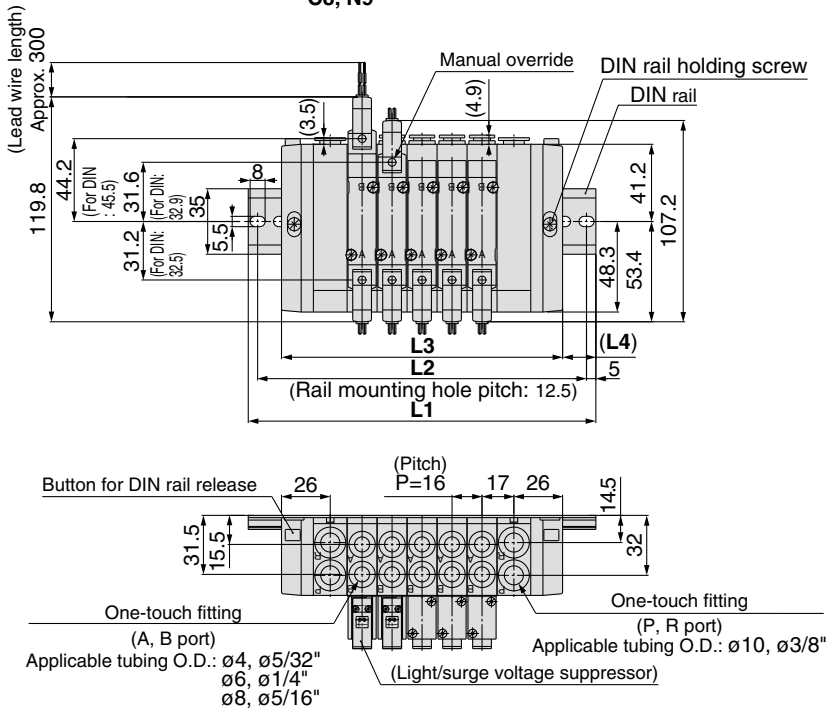 C8, N9
(Lead wire length)
Approx. 300
Manual override
DIN rail holding screw
DIN rail
(3.5)
(4.9)
119.8
44.2
(For DIN
: 45.5)
31.6
(For DIN:
32.9)
8
35
5.5
31.2
(For DIN:
32.5)
B
B
B
B
A
A
A
A
A
41.2
107.2
48.3
53.4
L3
(L4)
L2
5
(Rail mounting hole pitch: 12.5)
L1
(Pitch)
P=16
17
26
Button for DIN rail release
26
14.5
31.5
15.5
32
R
A
A
A
A
A
R
P
B
B
B
B
B
P
One-touch fitting
(A, B port)
Applicable tubing O.D.: ø4, ø5/32"
ø6, ø1/4"
ø8, ø5/16"
One-touch fitting
(P, R port)
Applicable tubing O.D.: ø10, ø3/8"
(Light/surge voltage suppressor)